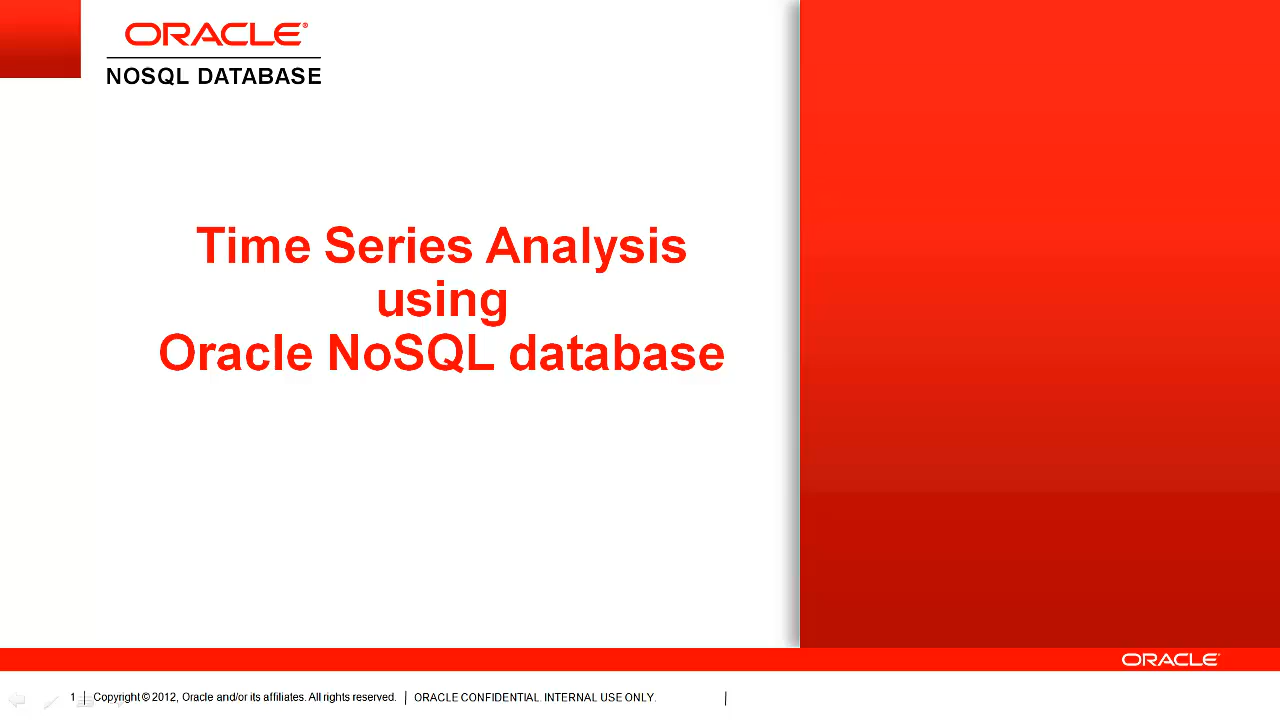 ORACLE®
NOSQL DATABASE
Time Series Analysis
using
Oracle NoSQL database
ORACLE®
1 | Copyright © 2012, Oracle and/or its affiliates. All rights reserved. | ORACLE CONFIDENTIAL. INTERNAL USE ONLY. |